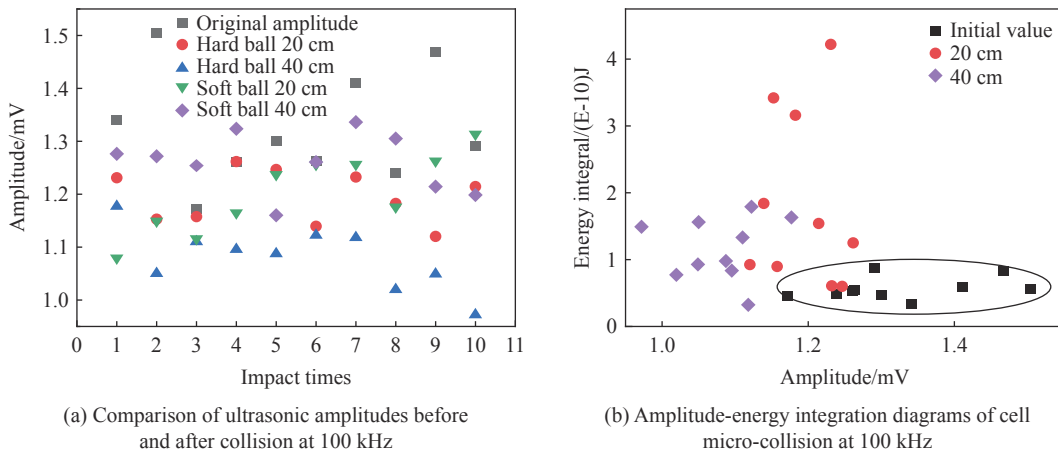 Original amplitude
Hard ball 20 cm
Hard ball 40 cm
Soft ball 20 cm
Soft ball 40 cm
Amplitude/mV
1.5
1.4
1.3
1.2
1.1
1.0
0 1 2 3 4 5 6 7 8 9 10 11
Impact times
(a) Comparison of ultrasonic amplitudes before
and after collision at 100 kHz
Initial value
20 cm
40 cm
Energy integral/(E-10)J
4
3
2
1
0
1.0 1.2 1.4
Amplitude/mV
(b) Amplitude-energy integration diagrams of cell
micro-collision at 100 kHz